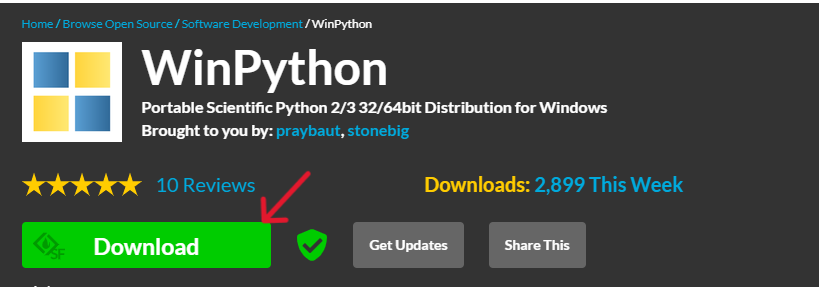 Home / Browse Open Source / Software Development / WinPython
WinPython
Portable Scientific Python 2/3 32/64bit Distribution for Windows
Brought to you by: praybaut, stonebig
10 Reviews Downloads: 2,899 This Week
SF Download Get Updates Share This